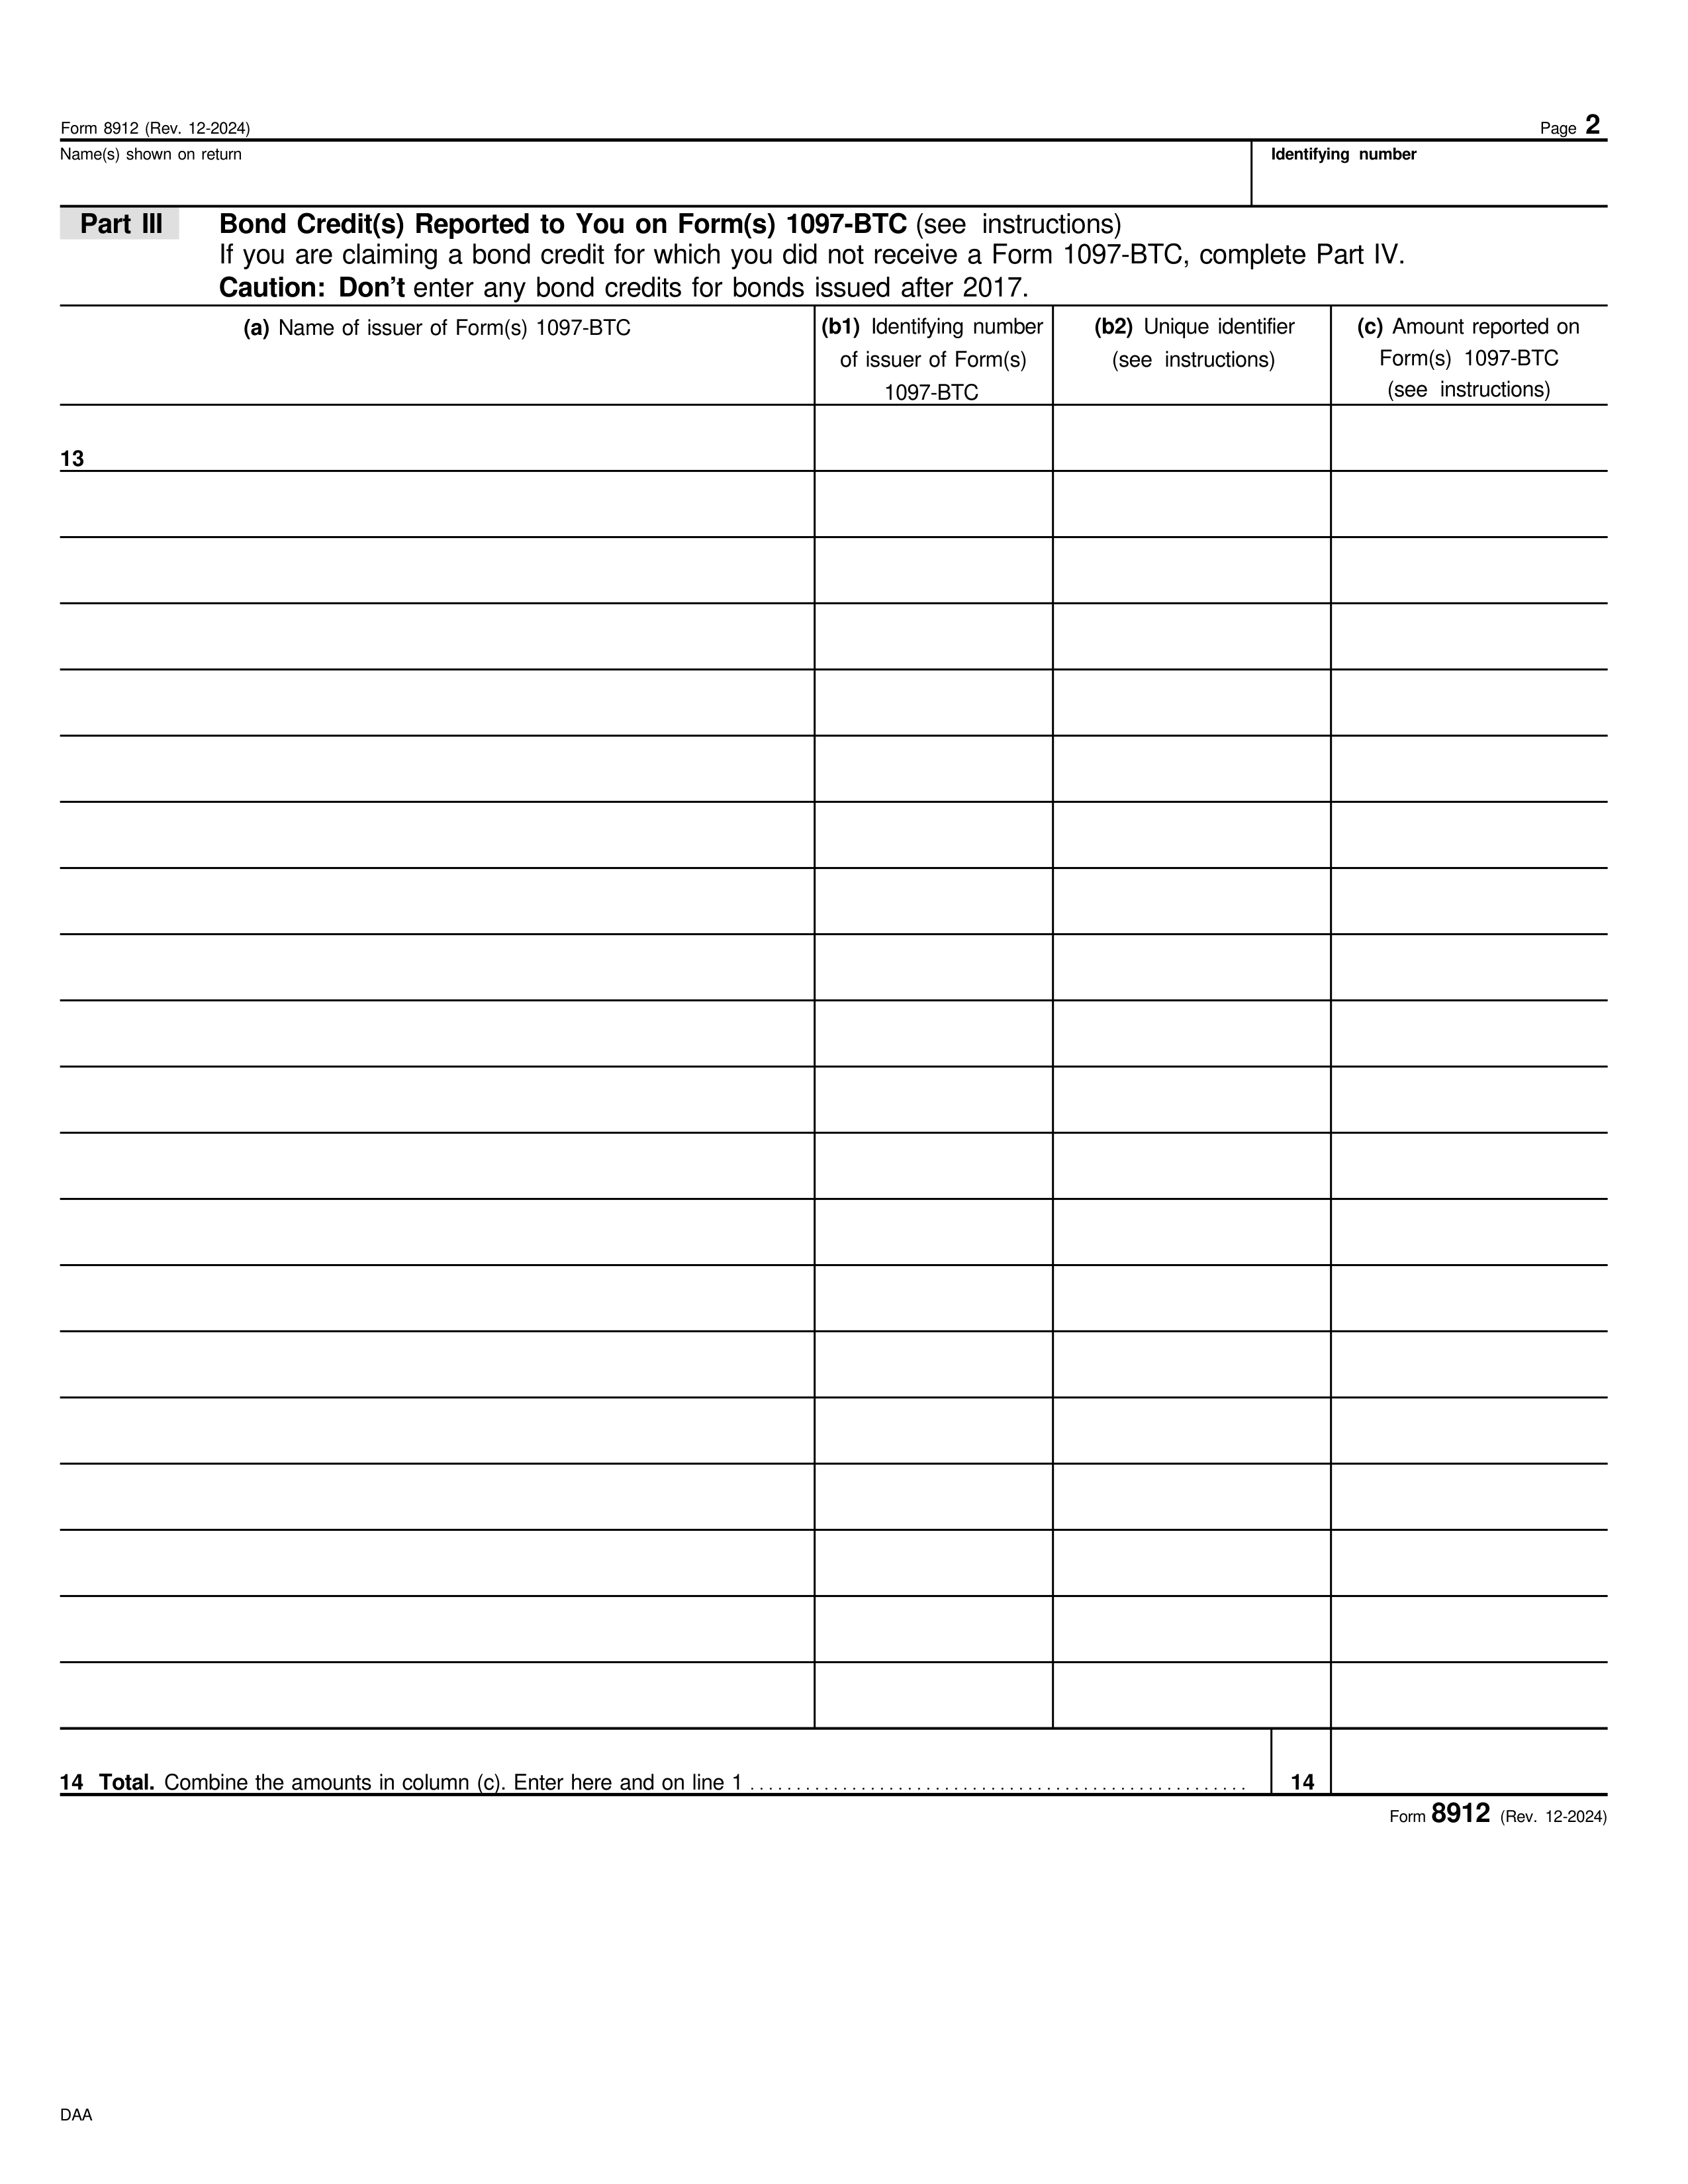 Form 8912 (Rev. 12-2024) Page 2
Name(s) shown on return Identifying number
Part III Bond Credit(s) Reported to You on Form(s) 1097-BTC (see instructions)
If you are claiming a bond credit for which you did not receive a Form 1097-BTC, complete Part IV.
Caution: Don't enter any bond credits for bonds issued after 2017.
(a) Name of issuer of Form(s) 1097-BTC
(b1) Identifying number
of issuer of Form(s)
1097-BTC
(b2) Unique identifier
(see instructions)
(c) Amount reported on
Form(s) 1097-BTC
(see instructions)
13
14 Total. Combine the amounts in column (c). Enter here and on line 1 ...................................................... 14
Form 8912 (Rev. 12-2024)
DAA